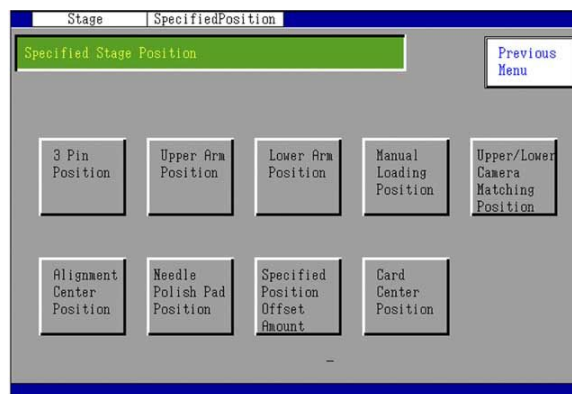 Stage
SpecifiedPosition
Specified Stage Position
Previous
Menu
3 Pin
Position
Upper Arm
Position
Lower Arm
Position
Manual
Loading
Position
Upper/Lower
Camera
Matching
Position
Alignment
Center
Position
Needle
Polish Pad
Position
Specified
Position
Offset
Amount
Card
Center
Position